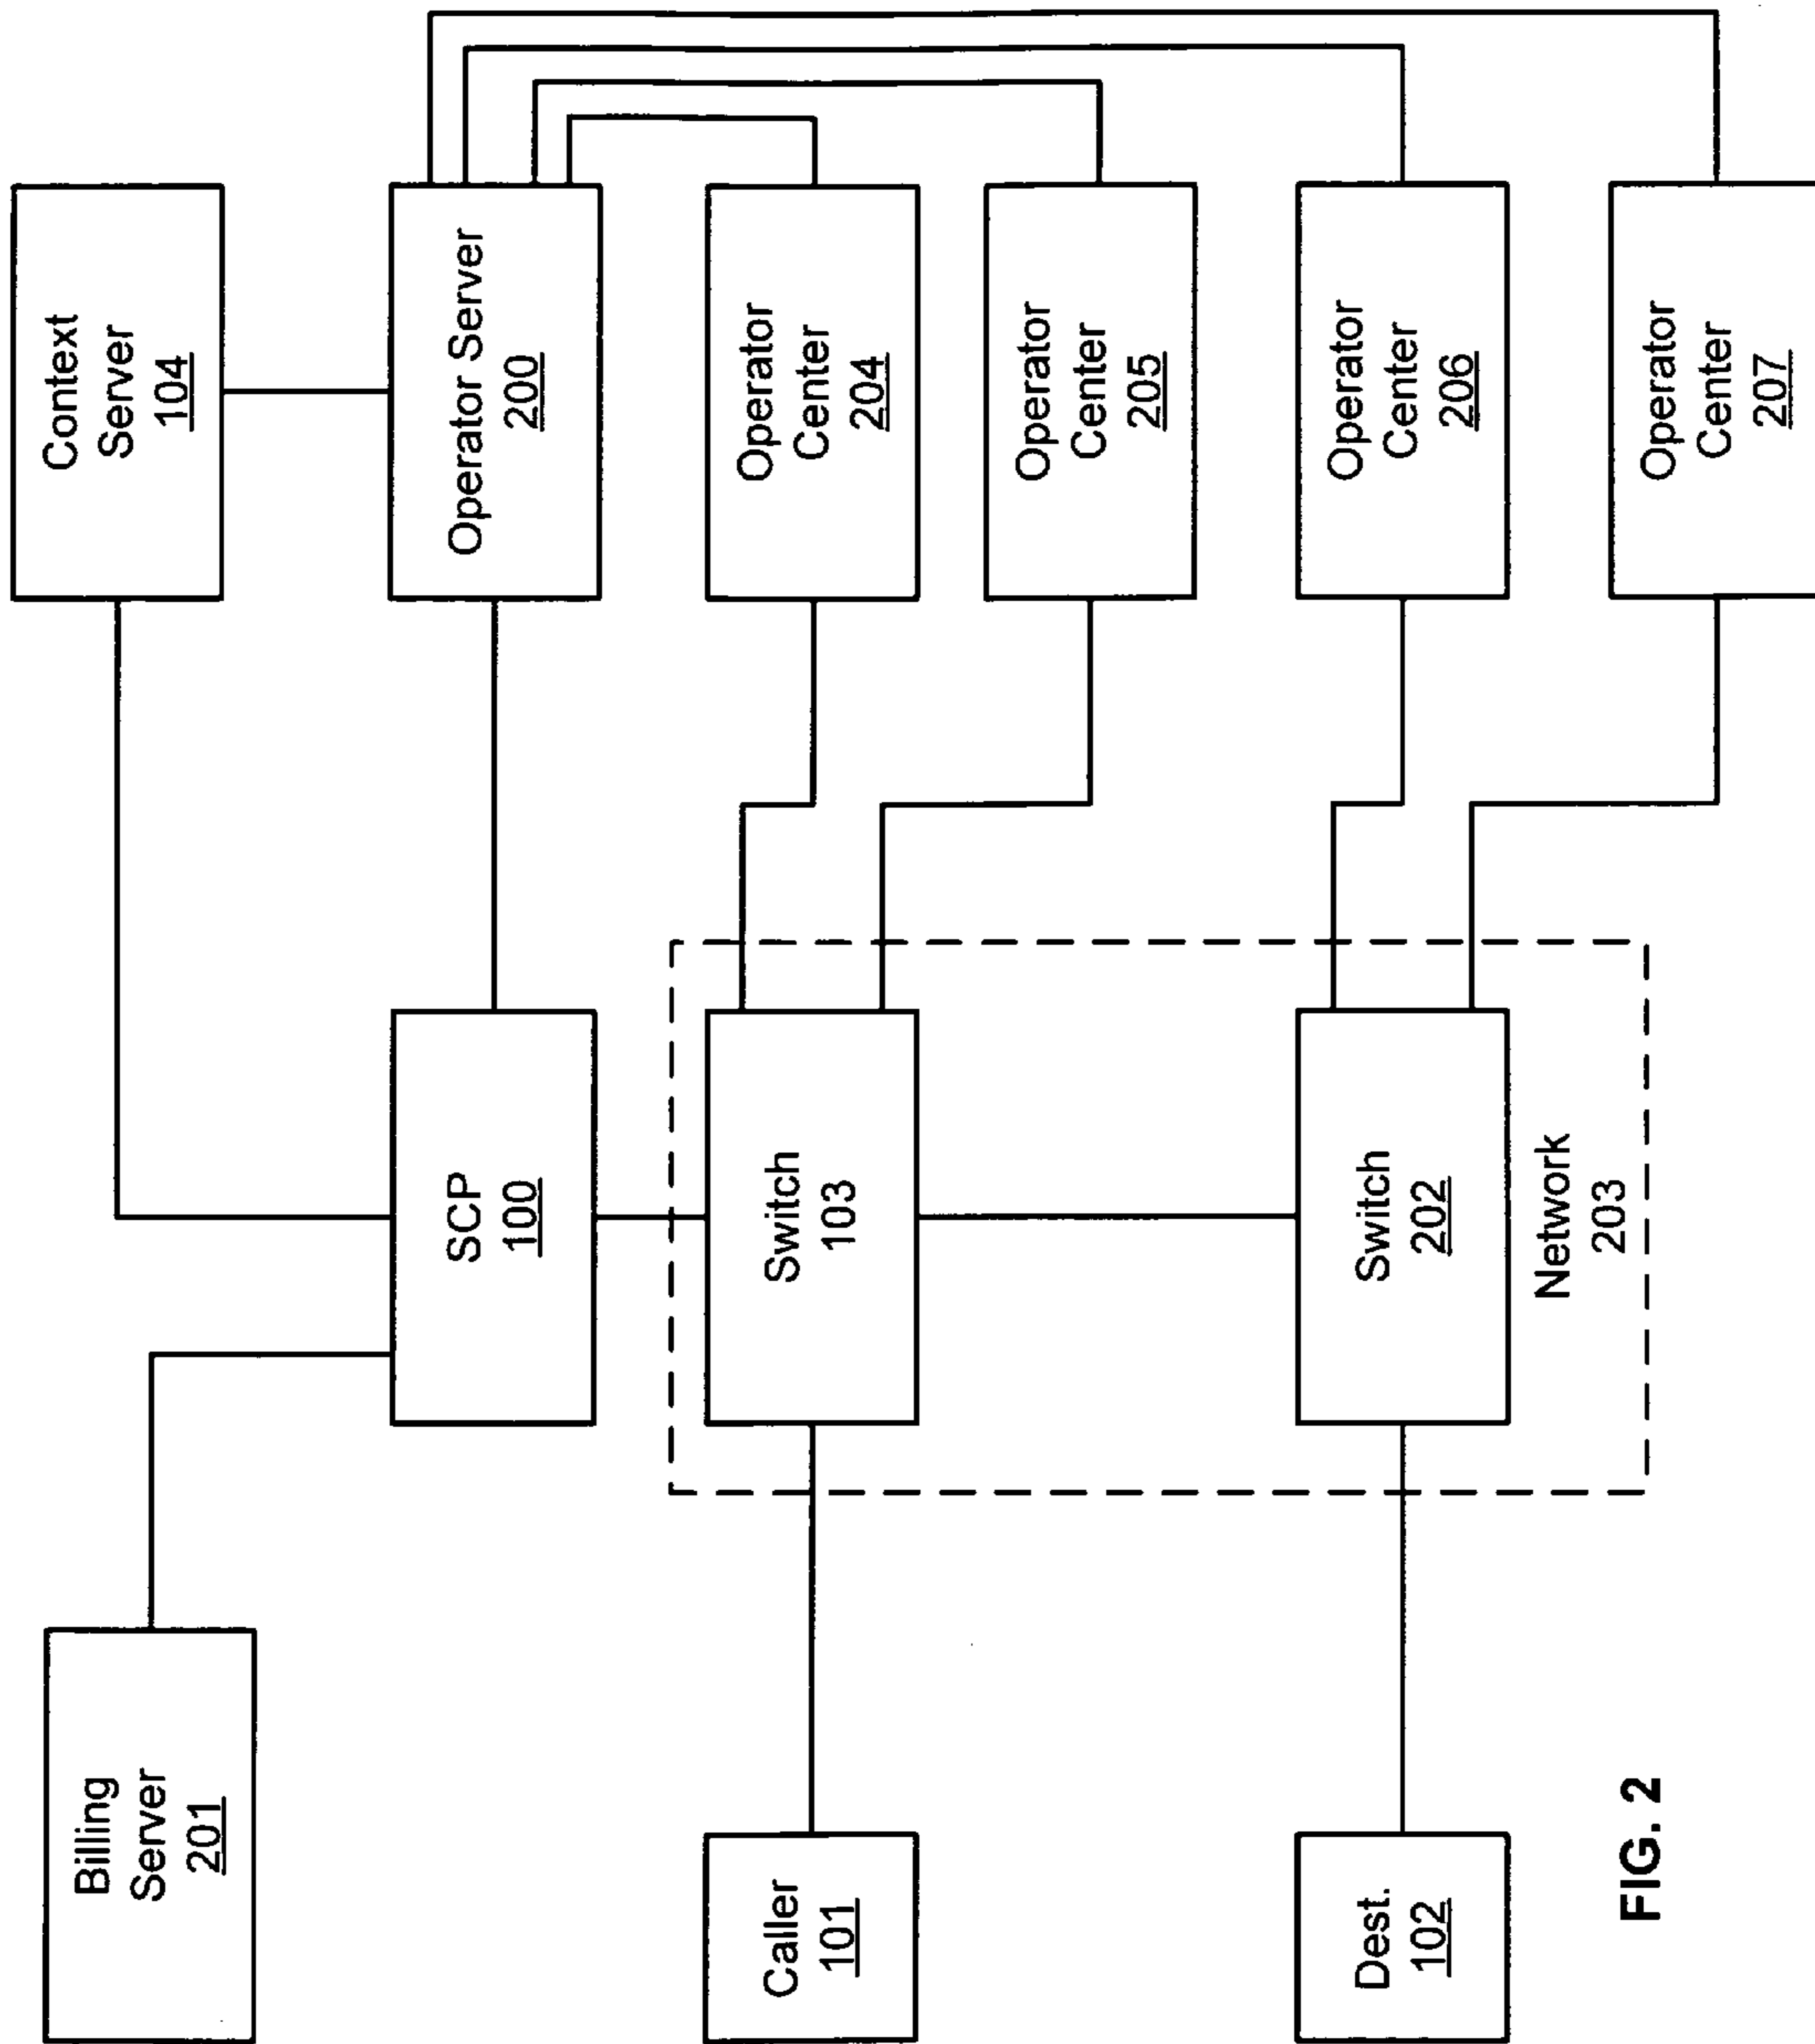 Billing
Server
201
Context
Server
104
SCP
100
Operator Server
200
Caller
101
Switch
103
Operator
Center
204
Operator
Center
205
Dest.
102
Switch
202
Operator
Center
206
Network
203
Operator
Center
207
FIG. 2